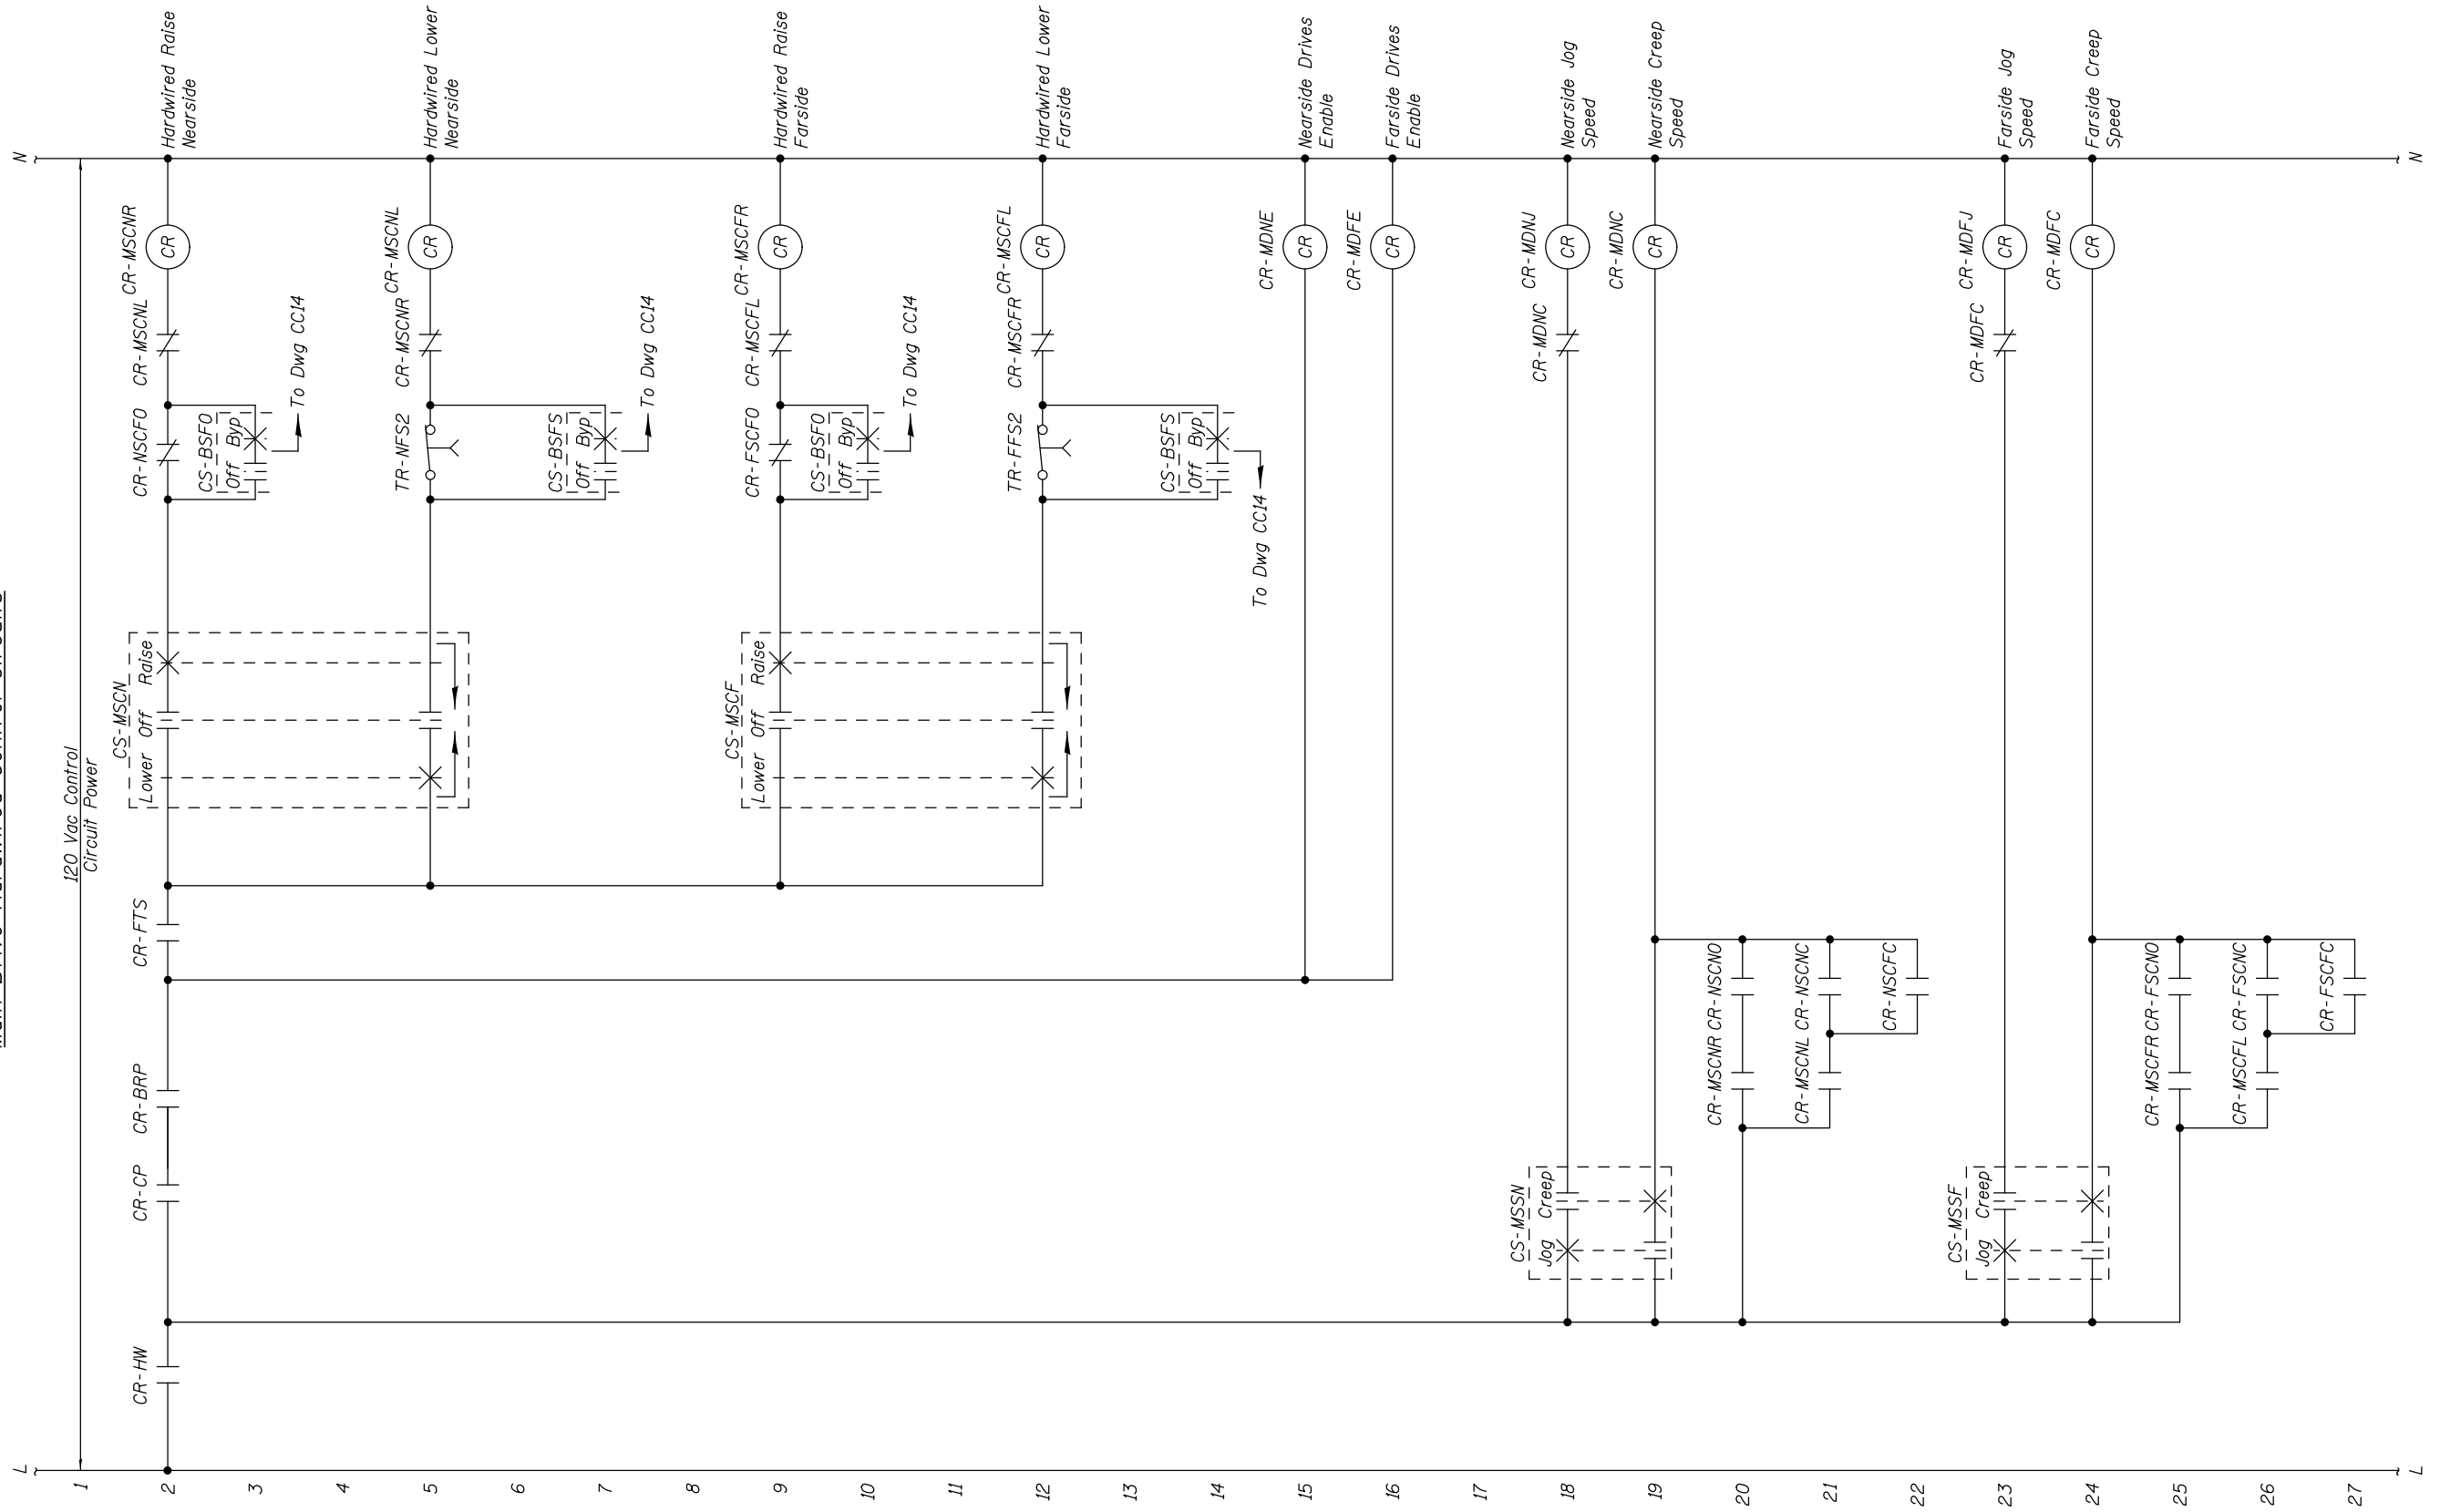 L
N
1
120 Vac Control
Circuit Power
2
CR-HW
CR-CP
CR-BRP
CR-FTS
CS-MSCN
Lower
Off
Raise
CR-NSCFO
CR-MSCNL
CR-MSCNR
CR
Hardwired Raise
Nearside
3
CS-BSFO
Off
Byp
To Dwg CC14
4
5
TR-NFS2
CR-MSCNR
CR-MSCNL
CR
Hardwired Lower
Nearside
6
7
CS-BSFS
Off
Byp
To Dwg CC14
8
9
CS-MSCF
Lower
Off
Raise
CR-FSCFO
CR-MSCFL
CR-MSCFR
CR
Hardwired Raise
Farside
10
CS-BSFO
Off
Byp
To Dwg CC14
11
12
TR-FFS2
CR-MSCFR
CR-MSCFL
CR
Hardwired Lower
Farside
13
14
CS-BSFS
Off
Byp
To Dwg CC14
15
CR-MDNE
CR
Nearside Drives
Enable
16
CR-MDFE
CR
Farside Drives
Enable
17
18
CS-MSSN
Jog
Creep
CR-MDNC
CR-MDNJ
CR
Nearside Jog
Speed
19
CR-MDNC
CR
Nearside Creep
Speed
20
CR-MSCNR
CR-NSCNO
21
CR-MSCNL
CR-NSCNC
22
CR-NSCFC
23
CS-MSSF
Jog
Creep
CR-MDFC
CR-MDFJ
CR
Farside Jog
Speed
24
CR-MDFC
CR
Farside Creep
Speed
25
CR-MSCFR
CR-FSCNO
26
CR-MSCFL
CR-FSCNC
27
CR-FSCFC
L
N